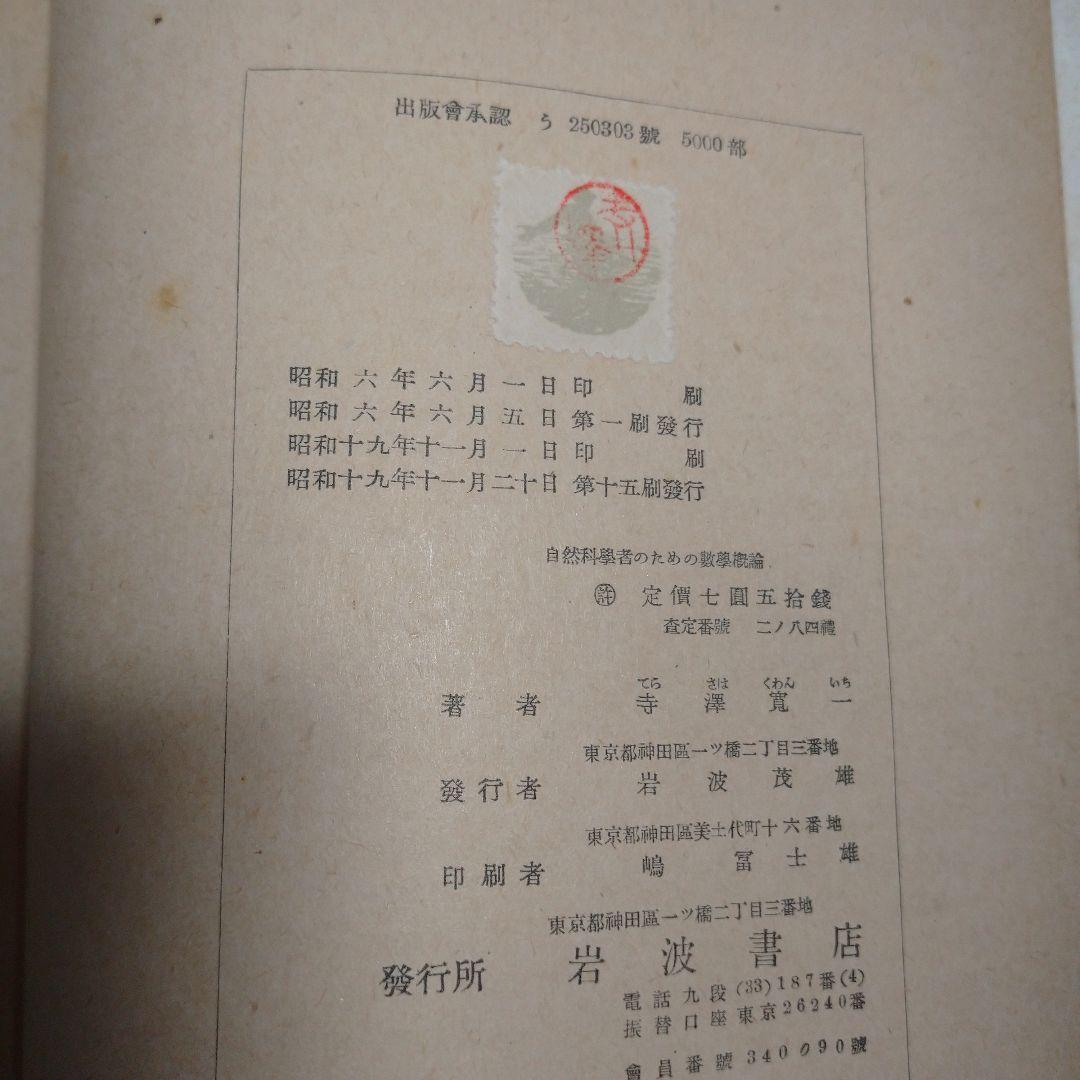 出版會承認 う 250303號 5000部
昭和六年六月一日印刷
昭和六年六月五日第一刷發行
昭和十九年十一月一日印刷
昭和十九年十一月二十日第十五刷發行
自然科學者のための數學概論
許 定價七圓五拾錢
査定番號 二ノ八四禮
てら さは くわん いち
著者 寺澤寬一
東京都神田區一ツ橋二丁目三番地
發行者 岩波茂雄
東京都神田區美土代町十六番地
印刷者 嶋冨士雄
東京都神田區一ツ橋二丁目三番地
發行所 岩波書店
電話九段(33)187番(4)
振替口座東京26240番
會員番號340090號